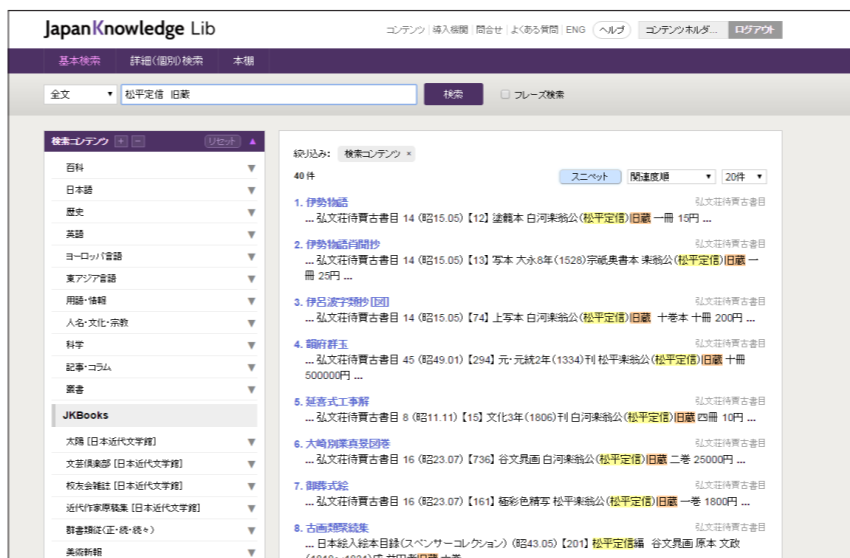 JapanKnowledge Lib
コンテンツ | 導入機関 | 問合せ | よくある質問 | ENG ヘルプ コンテンツホルダ... ログアウト
基本検索 詳細(個別)検索 本棚
全文 ▼ 松平定信 旧蔵 検索 フレーズ検索
検索コンテンツ + − リセット ▲
百科 ▼
日本語 ▼
歴史 ▼
英語 ▼
ヨーロッパ言語 ▼
東アジア言語 ▼
用語・情報 ▼
人名・文化・宗教 ▼
科学 ▼
記事・コラム ▼
叢書 ▼
JKBooks
太陽 [日本近代文学館] ▼
文芸倶楽部 [日本近代文学館] ▼
校友会雑誌 [日本近代文学館] ▼
近代作家原稿集 [日本近代文学館] ▼
群書類従(正・続・続々) ▼
美術新報 ▼
絞り込み: 検索コンテンツ ×
40 件 スニペット 関連度順 ▼ 20件 ▼
1. 伊勢物語 弘文荘待賈古書目
... 弘文荘待賈古書目 14 (昭15.05) 【12】 塗籠本 白河楽翁公(松平定信)旧蔵 一冊 15円 ...
2. 伊勢物語肖聞抄 弘文荘待賈古書目
... 弘文荘待賈古書目 14 (昭15.05) 【13】 写本 大永8年(1528)宗祇奥書本 楽翁公(松平定信)旧蔵 一
冊 25円 ...
3. 伊呂波字類抄 [図] 弘文荘待賈古書目
... 弘文荘待賈古書目 14 (昭15.05) 【74】 上写本 白河楽翁公(松平定信)旧蔵 十巻本 十冊 200円 ...
4. 韻府群玉 弘文荘待賈古書目
... 弘文荘待賈古書目 45 (昭49.01) 【294】 元・元統2年(1334)刊 松平楽翁公(松平定信)旧蔵 十冊
500000円 ...
5. 延喜式工事解 弘文荘待賈古書目
... 弘文荘待賈古書目 8 (昭11.11) 【15】 文化3年(1806)刊 白河楽翁公(松平定信)旧蔵 四冊 10円 ...
6. 大崎別業真景図巻 弘文荘待賈古書目
... 弘文荘待賈古書目 16 (昭23.07) 【736】 谷文晁画 白河楽翁公(松平定信)旧蔵 二巻 25000円 ...
7. 御葬式絵 弘文荘待賈古書目
... 弘文荘待賈古書目 16 (昭23.07) 【161】 極彩色精写 松平楽翁公(松平定信)旧蔵 一巻 1800円 ...
8. 古画類聚続集 弘文荘待賈古書目
... 日本絵入絵本目録(スペンサーコレクション) (昭43.05) 【201】 松平定信編 谷文晁画 原本 文政